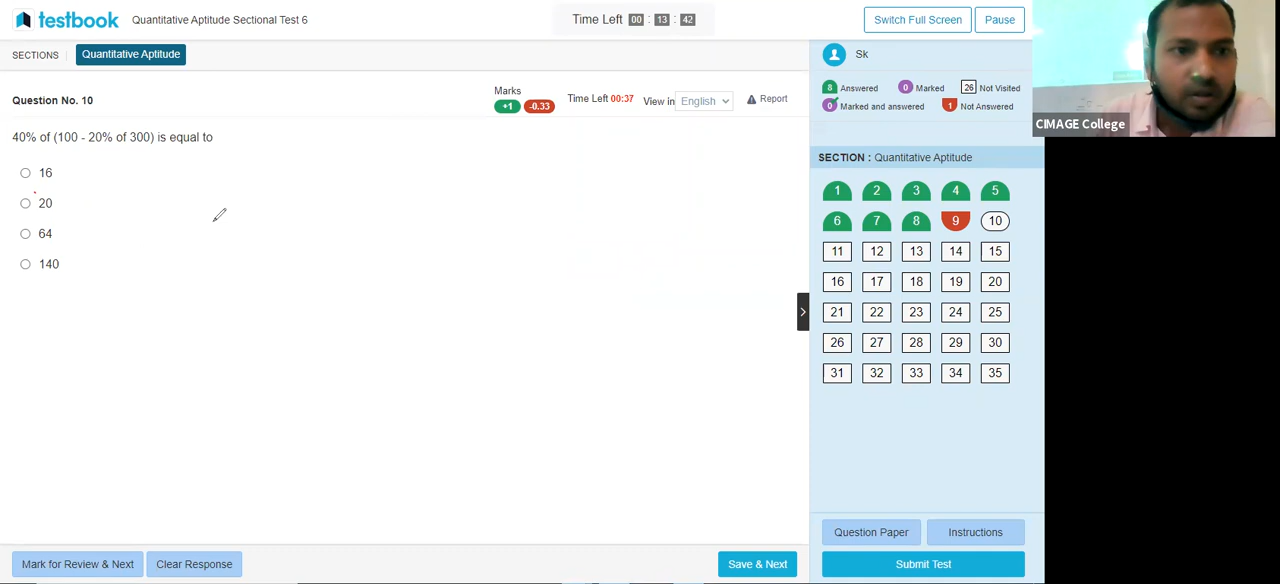 testbook
Quantitative Aptitude Sectional Test 6
Time Left 00 : 13 : 42
Switch Full Screen
Pause
SECTIONS
Quantitative Aptitude
Sk
Question No. 10
Marks
+1 -0.33
Time Left 00:37
View in English
Report
8 Answered
0 Marked
26 Not Visited
0 Marked and answered
1 Not Answered
CIMAGE College
40% of (100 - 20% of 300) is equal to
16
20
64
140
SECTION : Quantitative Aptitude
1 2 3 4 5
6 7 8 9 10
11 12 13 14 15
16 17 18 19 20
21 22 23 24 25
26 27 28 29 30
31 32 33 34 35
Question Paper
Instructions
Mark for Review & Next
Clear Response
Save & Next
Submit Test